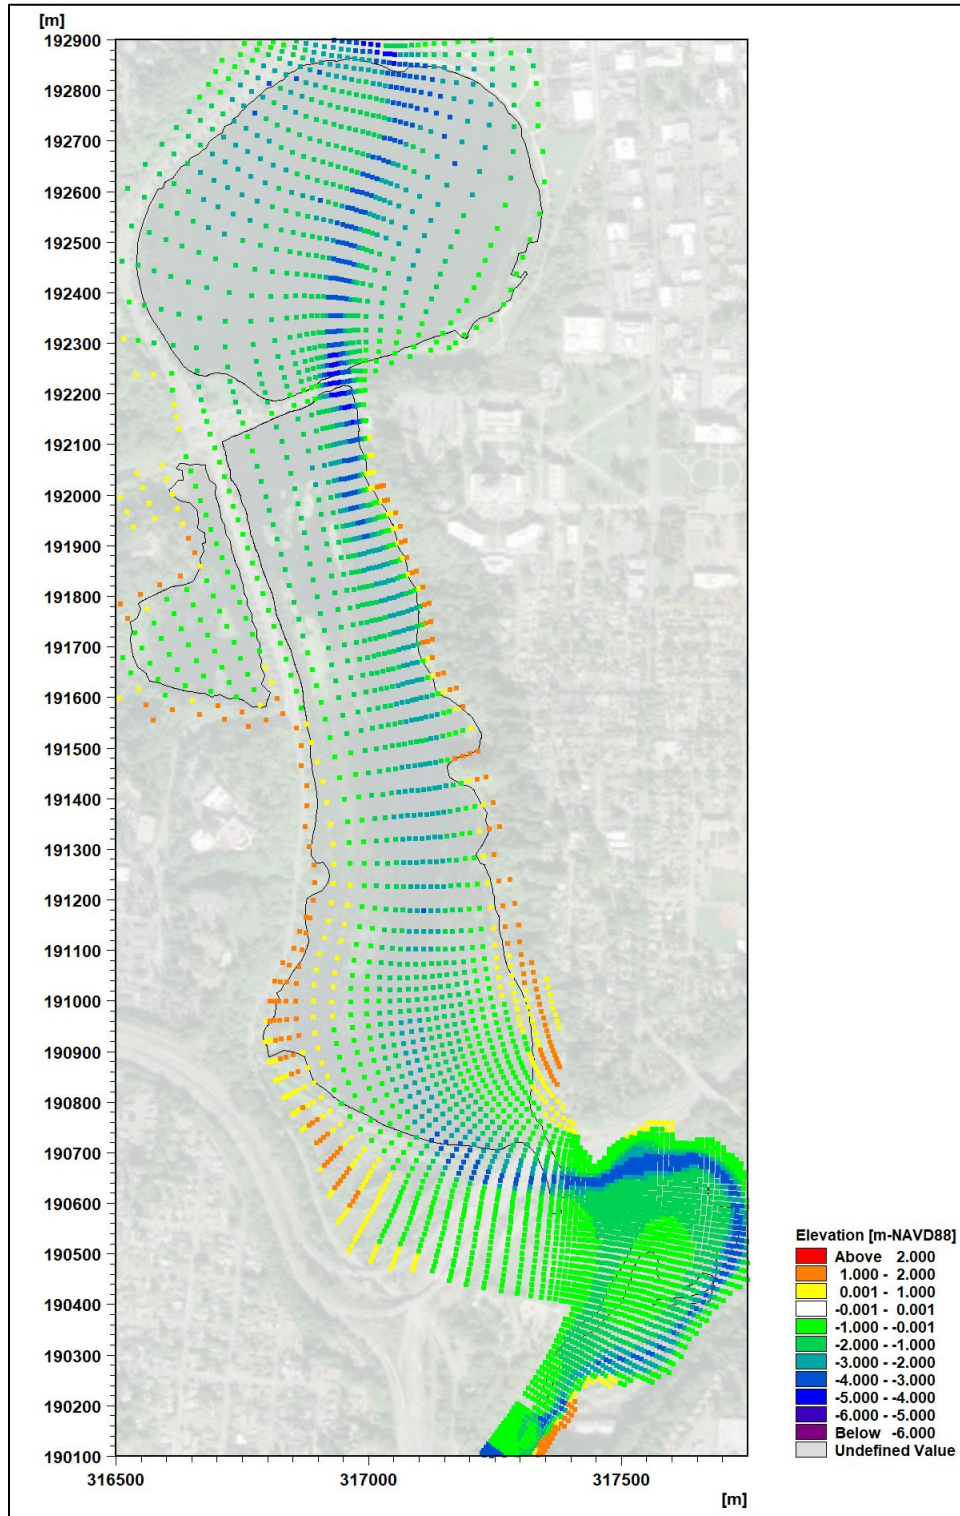 [m]
192900
192800
192700
192600
192500
192400
192300
192200
192100
192000
191900
191800
191700
191600
191500
191400
191300
191200
191100
191000
190900
190800
190700
190600
190500
190400
190300
190200
190100
316500 317000 317500
[m]
Elevation [m-NAVD88]
Above 2.000
1.000 - 2.000
0.001 - 1.000
-0.001 - 0.001
-1.000 - -0.001
-2.000 - -1.000
-3.000 - -2.000
-4.000 - -3.000
-5.000 - -4.000
-6.000 - -5.000
Below -6.000
Undefined Value